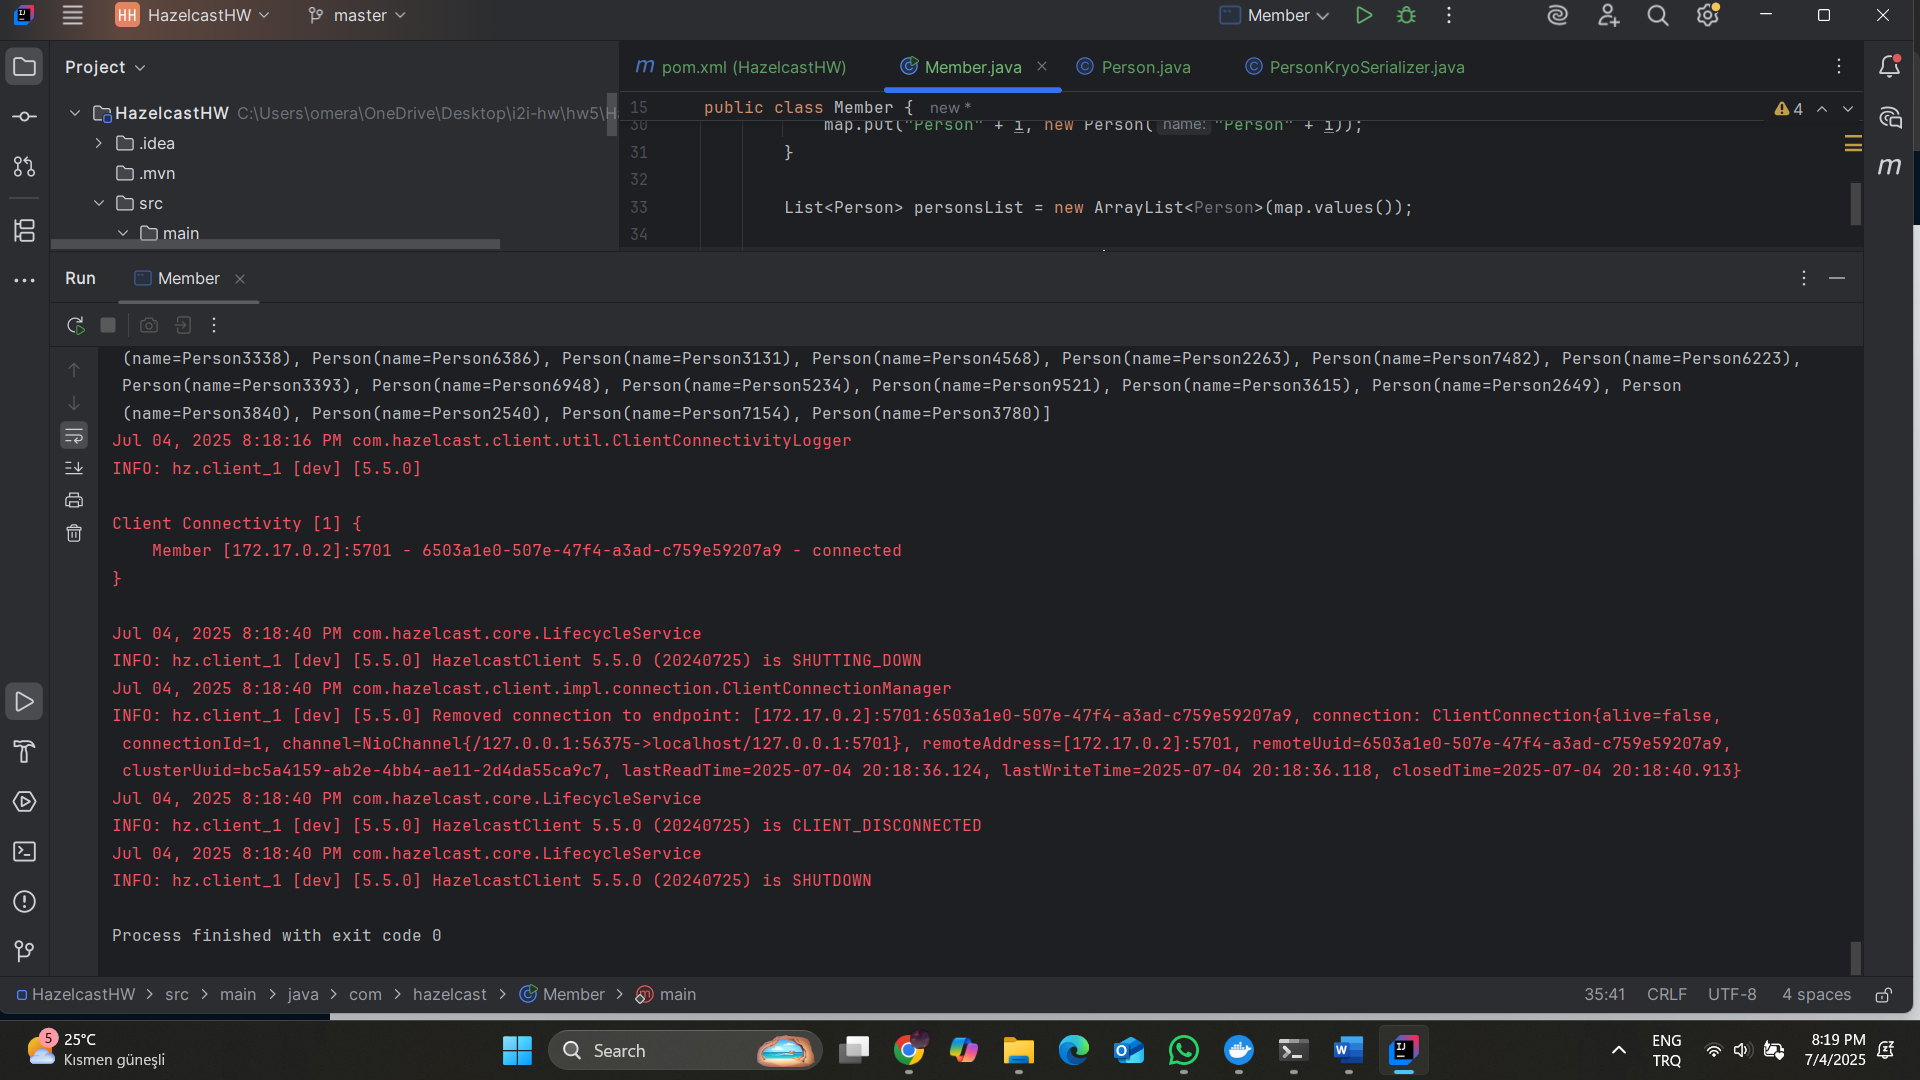 HH HazelcastHW master Member
Project
pom.xml (HazelcastHW) Member.java Person.java PersonKryoSerializer.java
HazelcastHW C:\Users\omera\OneDrive\Desktop\i2i-hw\hw5\Ha
.idea
.mvn
src
main
15 public class Member { new *
4
30 map.put("Person" + i, new Person( name: "Person" + i));
31 }
32
33 List<Person> personsList = new ArrayList<Person>(map.values());
34
Run Member
(name=Person3338), Person(name=Person6386), Person(name=Person3131), Person(name=Person4568), Person(name=Person2263), Person(name=Person7482), Person(name=Person6223),
Person(name=Person3393), Person(name=Person6948), Person(name=Person5234), Person(name=Person9521), Person(name=Person3615), Person(name=Person2649), Person
(name=Person3840), Person(name=Person2540), Person(name=Person7154), Person(name=Person3780)]
Jul 04, 2025 8:18:16 PM com.hazelcast.client.util.ClientConnectivityLogger
INFO: hz.client_1 [dev] [5.5.0]
Client Connectivity [1] {
Member [172.17.0.2]:5701 - 6503a1e0-507e-47f4-a3ad-c759e59207a9 - connected
}
Jul 04, 2025 8:18:40 PM com.hazelcast.core.LifecycleService
INFO: hz.client_1 [dev] [5.5.0] HazelcastClient 5.5.0 (20240725) is SHUTTING_DOWN
Jul 04, 2025 8:18:40 PM com.hazelcast.client.impl.connection.ClientConnectionManager
INFO: hz.client_1 [dev] [5.5.0] Removed connection to endpoint: [172.17.0.2]:5701:6503a1e0-507e-47f4-a3ad-c759e59207a9, connection: ClientConnection{alive=false,
connectionId=1, channel=NioChannel{/127.0.0.1:56375->localhost/127.0.0.1:5701}, remoteAddress=[172.17.0.2]:5701, remoteUuid=6503a1e0-507e-47f4-a3ad-c759e59207a9,
clusterUuid=bc5a4159-ab2e-4bb4-ae11-2d4da55ca9c7, lastReadTime=2025-07-04 20:18:36.124, lastWriteTime=2025-07-04 20:18:36.118, closedTime=2025-07-04 20:18:40.913}
Jul 04, 2025 8:18:40 PM com.hazelcast.core.LifecycleService
INFO: hz.client_1 [dev] [5.5.0] HazelcastClient 5.5.0 (20240725) is CLIENT_DISCONNECTED
Jul 04, 2025 8:18:40 PM com.hazelcast.core.LifecycleService
INFO: hz.client_1 [dev] [5.5.0] HazelcastClient 5.5.0 (20240725) is SHUTDOWN
Process finished with exit code 0
HazelcastHW > src > main > java > com > hazelcast > Member > main 35:41 CRLF UTF-8 4 spaces
5 25°C
Kısmen güneşli
Search
ENG
TRQ
8:19 PM
7/4/2025